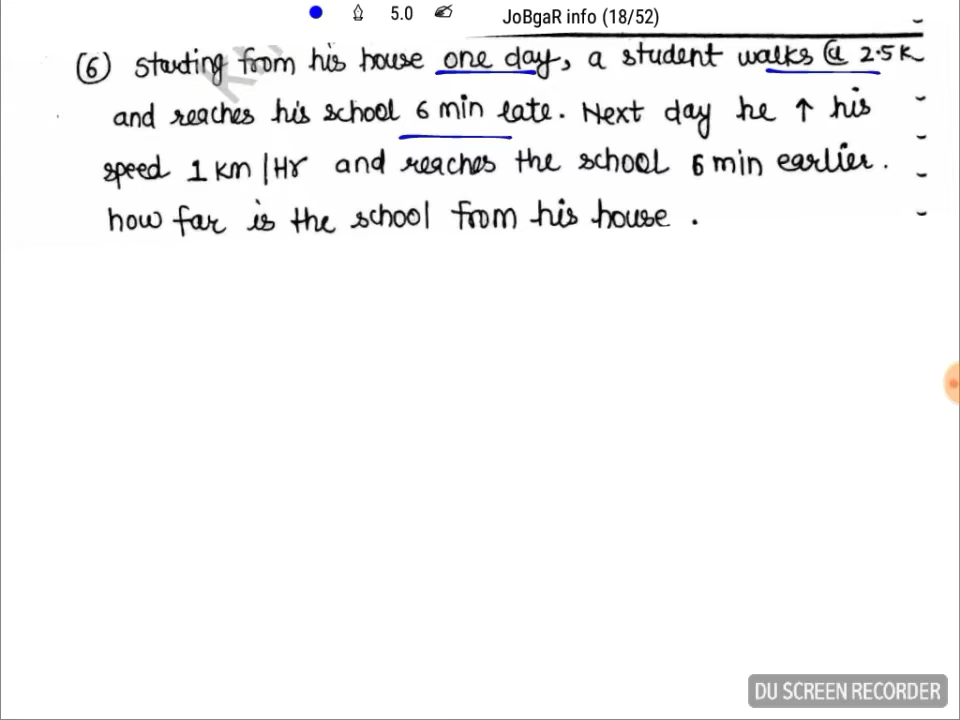 5.0 JoBgaR info (18/52)
(6) Starting from his house one day, a student walks @ 2.5 K
and reaches his school 6 min late. Next day he ↑ his
speed 1 km/Hr and reaches the school 6 min earlier.
how far is the school from his house.
DU SCREEN RECORDER